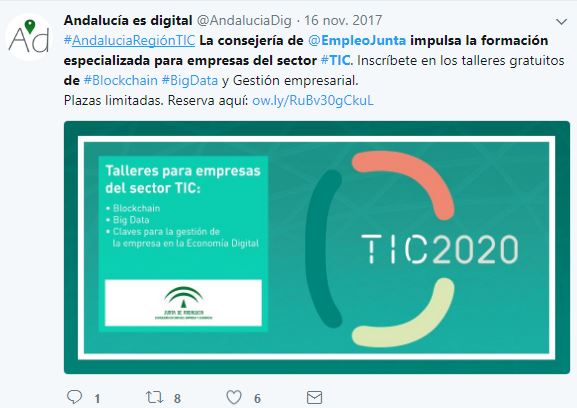 Ad
Andalucía es digital @AndaluciaDig · 16 nov. 2017
#AndaluciaRegiónTIC La consejería de @EmpleoJunta impulsa la formación
especializada para empresas del sector #TIC. Inscríbete en los talleres gratuitos
de #Blockchain #BigData y Gestión empresarial.
Plazas limitadas. Reserva aquí: ow.ly/RuBv30gCkuL
Talleres para empresas
del sector TIC:
• Blockchain
• Big Data
• Claves para la gestión de
la empresa en la Economía Digital
JUNTA DE ANDALUCIA
TIC2020
1 8 6